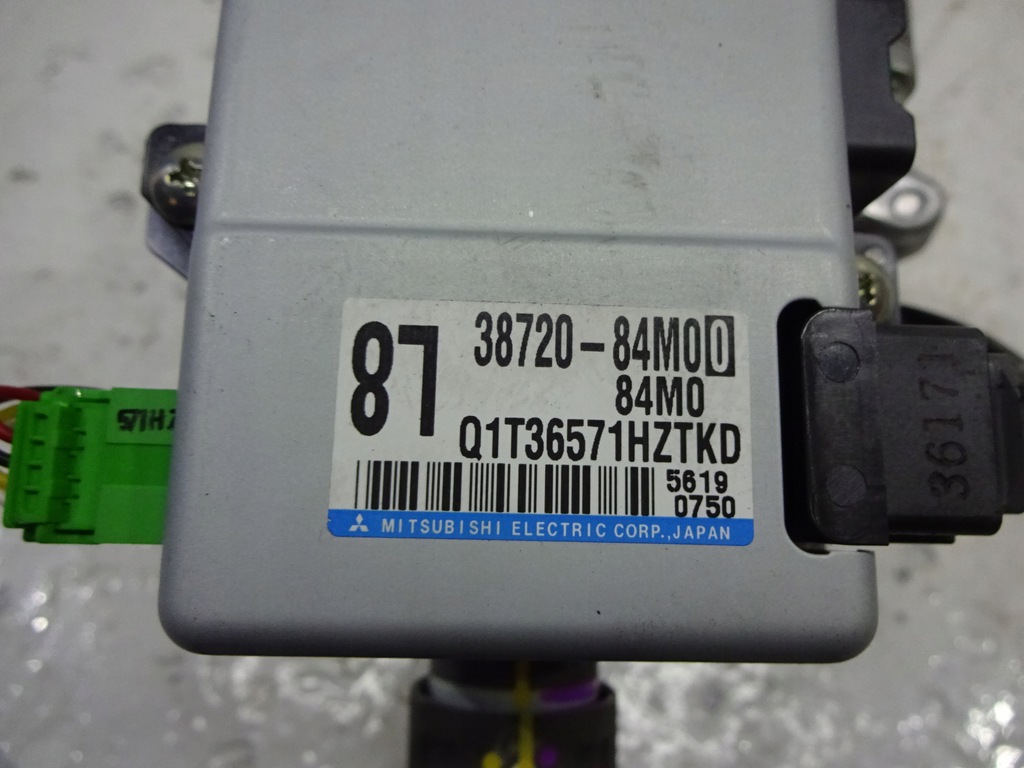 87
38720-84M00
84M0
Q1T36571HZTKD
5619
0750
MITSUBISHI ELECTRIC CORP., JAPAN
36171